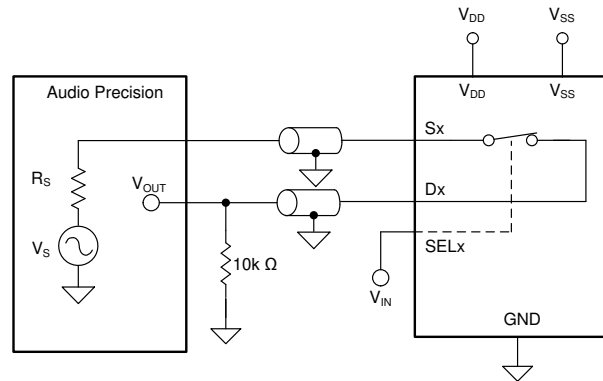 V_DD V_SS
Audio Precision
V_DD V_SS
Sx
R_S
V_OUT
Dx
V_S
SELx
10k Ω
V_IN
GND